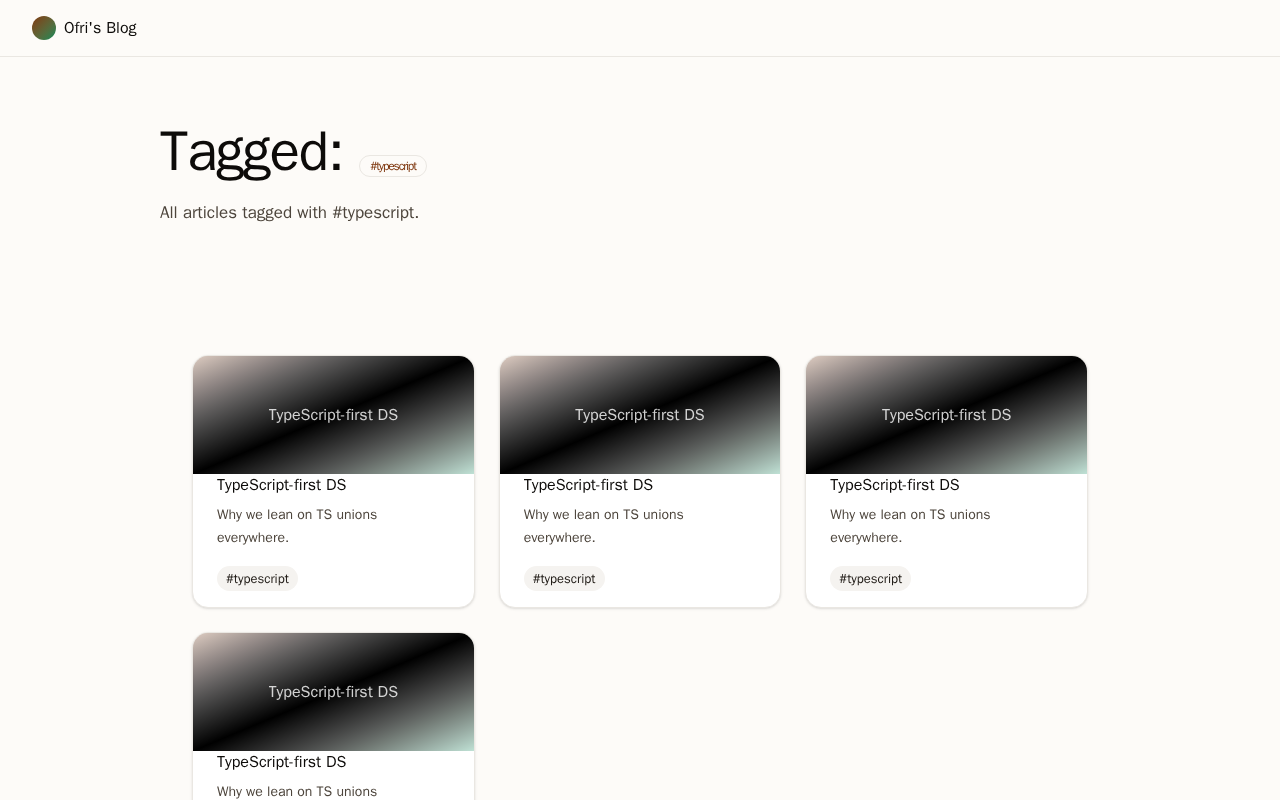 Ofri's Blog
Tagged: #typescript
All articles tagged with #typescript.
TypeScript-first DS
TypeScript-first DS
Why we lean on TS unions
everywhere.
#typescript
TypeScript-first DS
TypeScript-first DS
Why we lean on TS unions
everywhere.
#typescript
TypeScript-first DS
TypeScript-first DS
Why we lean on TS unions
everywhere.
#typescript
TypeScript-first DS
TypeScript-first DS
Why we lean on TS unions